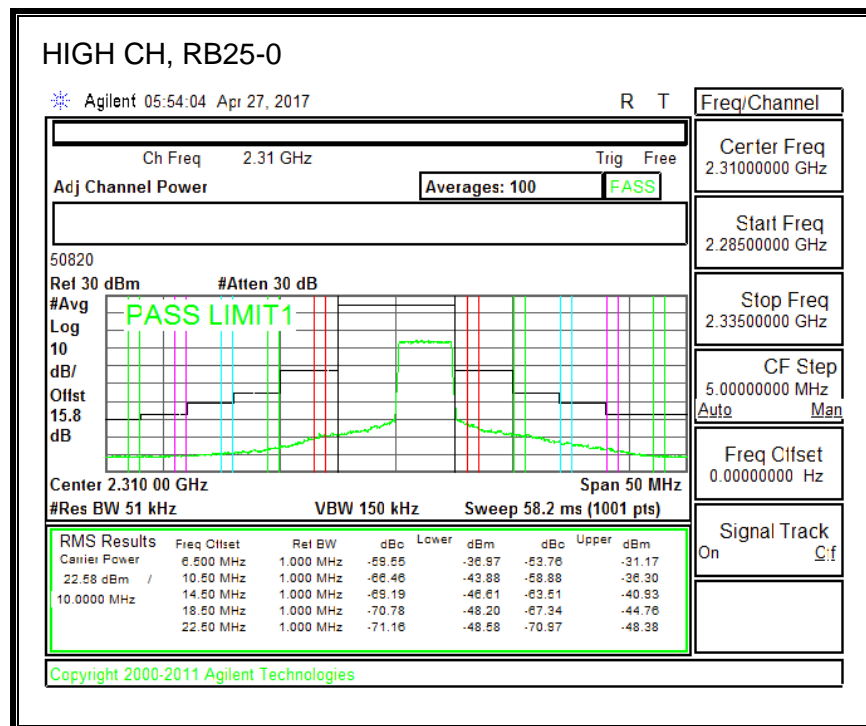 HIGH CH, RB25-0
Agilent 05:54:04 Apr 27, 2017 R T
Freq/Channel
Ch Freq 2.31 GHz Trig Free
Adj Channel Power Averages: 100 PASS
Center Freq
2.31000000 GHz
Start Freq
2.28500000 GHz
50820
Ref 30 dBm #Atten 30 dB
#Avg
Log
10
dB/
Offst
15.8
dB
PASS LIMIT1
Stop Freq
2.33500000 GHz
CF Step
5.00000000 MHz
Auto Man
Freq Offset
0.00000000 Hz
Center 2.310 00 GHz Span 50 MHz
#Res BW 51 kHz VBW 150 kHz Sweep 58.2 ms (1001 pts)
Signal Track
On Off
RMS Results Freq Offset Ref BW dBc Lower dBm dBc Upper dBm
Carrier Power 6.500 MHz 1.000 MHz -59.55 -36.97 -53.76 -31.17
22.58 dBm / 10.50 MHz 1.000 MHz -66.46 -43.88 -58.88 -36.30
10.0000 MHz 14.50 MHz 1.000 MHz -69.19 -46.61 -63.51 -40.93
18.50 MHz 1.000 MHz -70.78 -48.20 -67.34 -44.76
22.50 MHz 1.000 MHz -71.16 -48.58 -70.97 -48.38
Copyright 2000-2011 Agilent Technologies